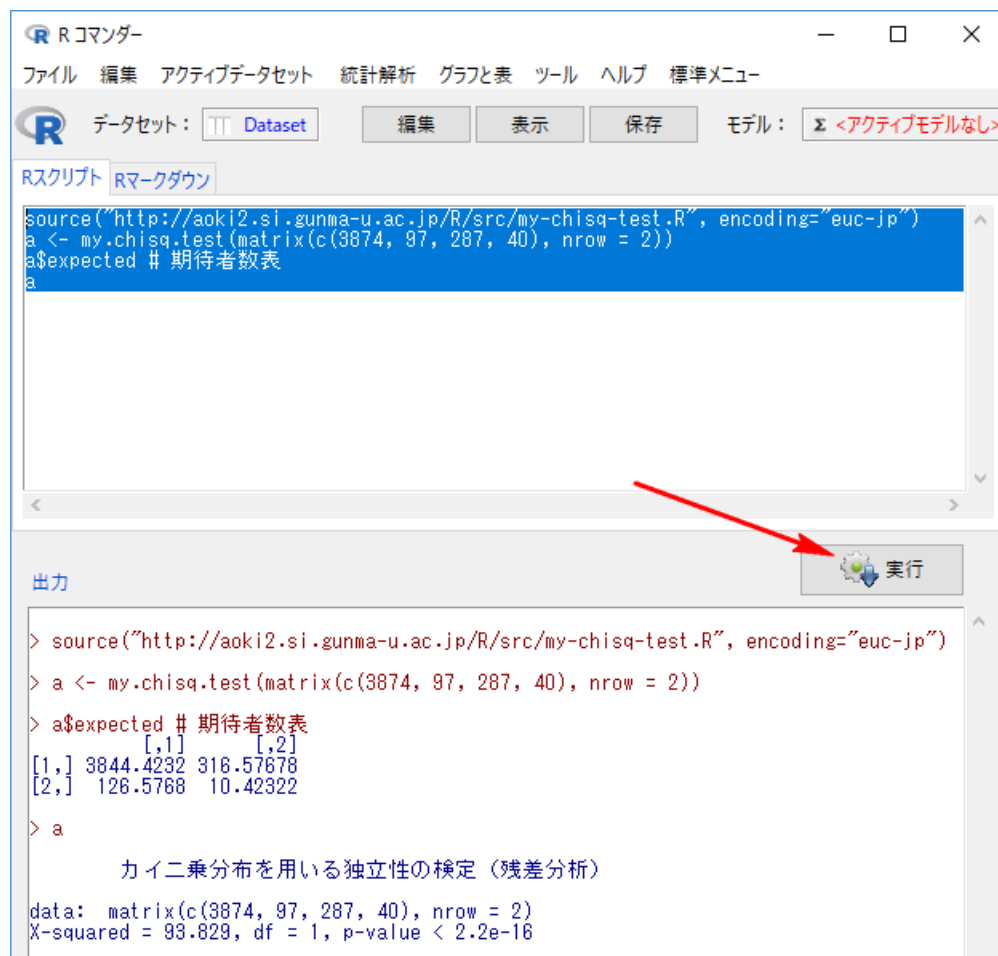 R コマンダー
ファイル 編集 アクティブデータセット 統計解析 グラフと表 ツール ヘルプ 標準メニュー
R データセット： Dataset 編集 表示 保存 モデル： Σ <アクティブモデルなし>
Rスクリプト Rマークダウン
source("http://aoki2.si.gunma-u.ac.jp/R/src/my-chisq-test.R", encoding="euc-jp")
a <- my.chisq.test(matrix(c(3874, 97, 287, 40), nrow = 2))
a$expected # 期待者数表
a
実行
出力
> source("http://aoki2.si.gunma-u.ac.jp/R/src/my-chisq-test.R", encoding="euc-jp")
> a <- my.chisq.test(matrix(c(3874, 97, 287, 40), nrow = 2))
> a$expected # 期待者数表
[,1] [,2]
[1,] 3844.4232 316.57678
[2,] 126.5768 10.42322
> a
カイ二乗分布を用いる独立性の検定（残差分析）
data: matrix(c(3874, 97, 287, 40), nrow = 2)
X-squared = 93.829, df = 1, p-value < 2.2e-16